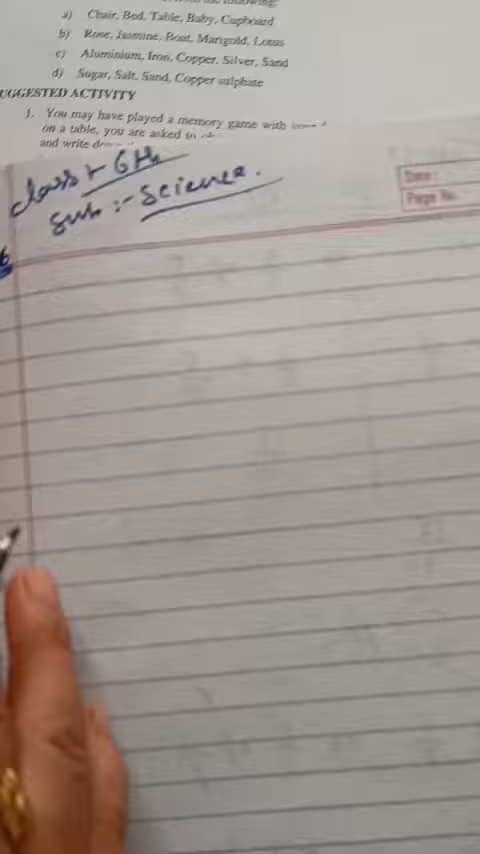 a) Chair, Bed, Table, Baby, Cupboard
b) Rose, Jasmine, Boat, Marigold, Lotus
c) Aluminium, Iron, Copper, Silver, Sand
d) Sugar, Salt, Sand, Copper sulphate
UGGESTED ACTIVITY
1. You may have played a memory game with
on a table, you are asked to
and write
class :- 6th
Sub :- Science.
Date :
Page No.